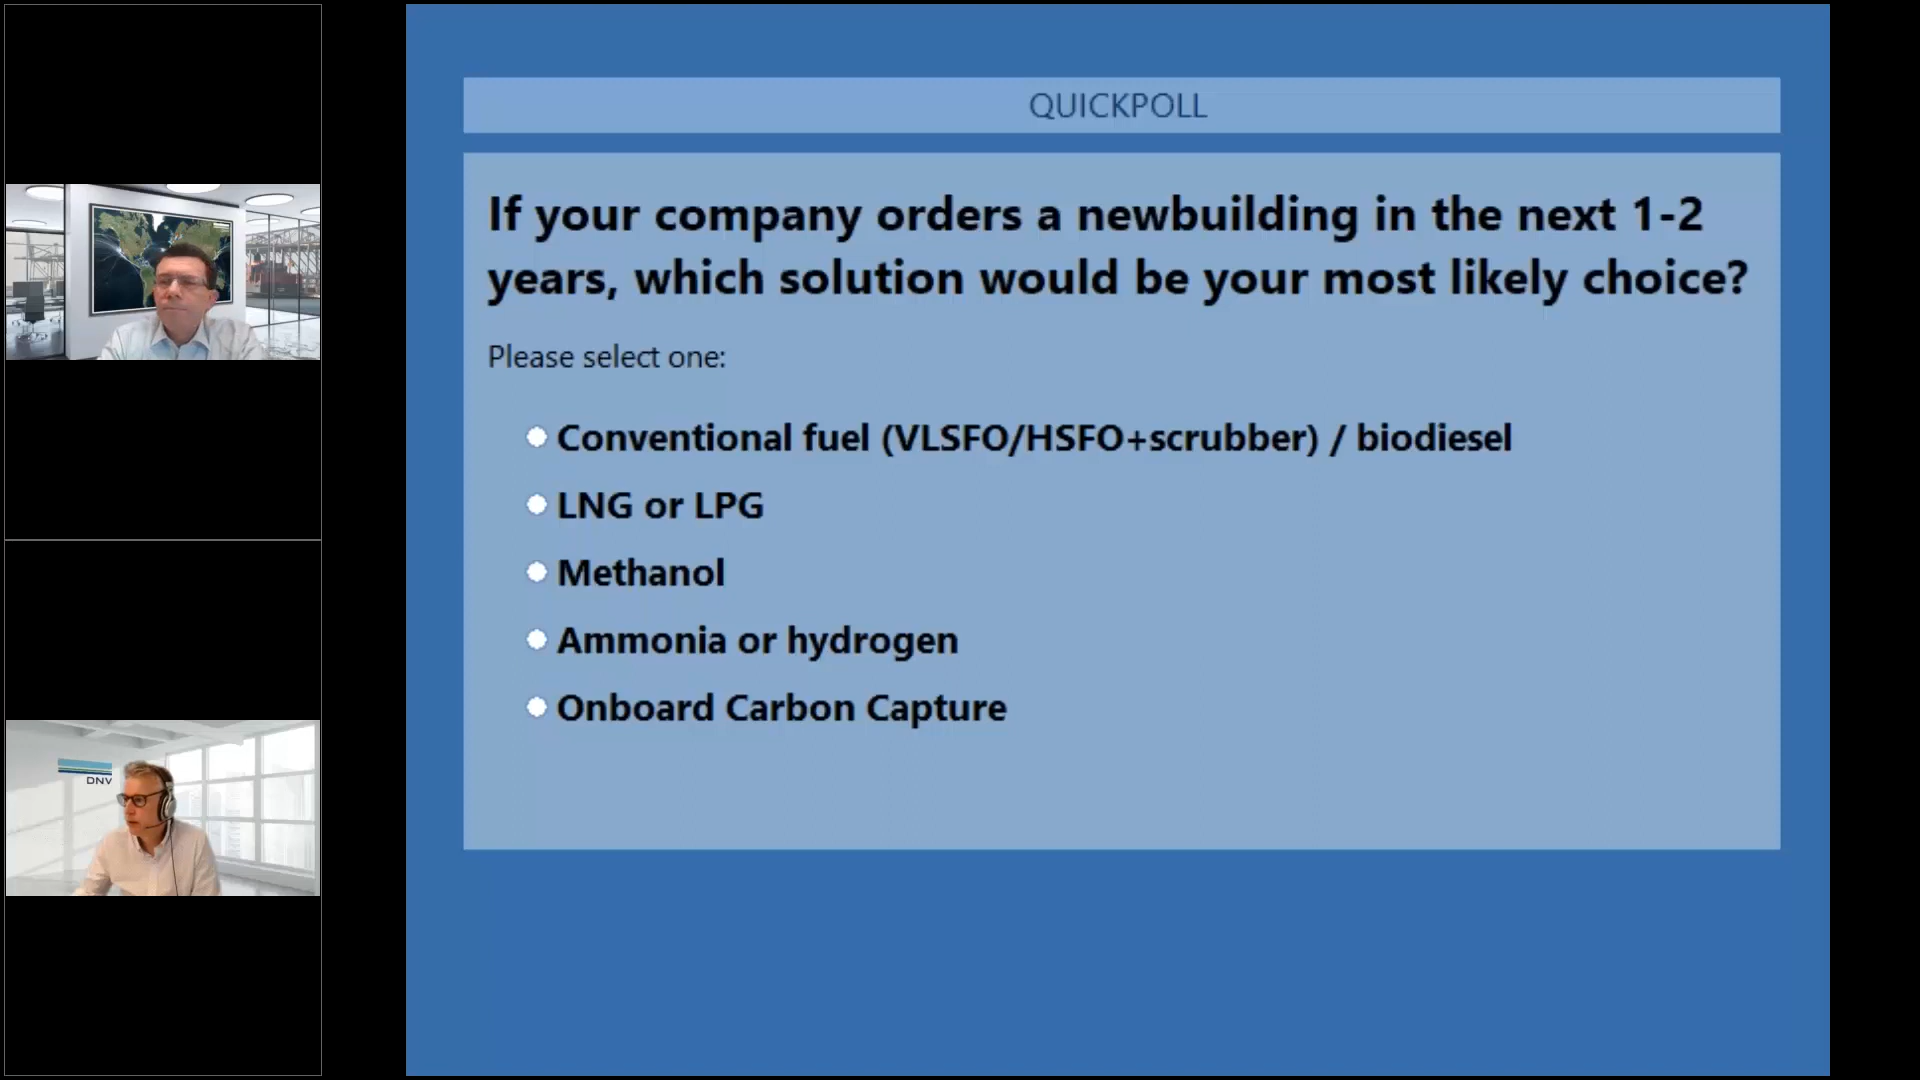 QUICKPOLL
If your company orders a newbuilding in the next 1-2
years, which solution would be your most likely choice?
Please select one:
Conventional fuel (VLSFO/HSFO+scrubber) / biodiesel
LNG or LPG
Methanol
Ammonia or hydrogen
Onboard Carbon Capture
DNV